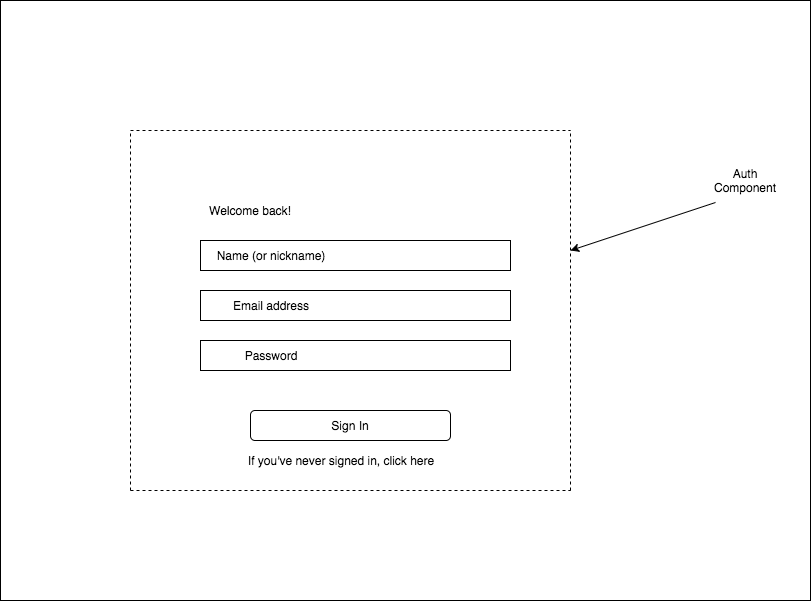 Auth
Component
Welcome back!
Name (or nickname)
Email address
Password
Sign In
If you've never signed in, click here